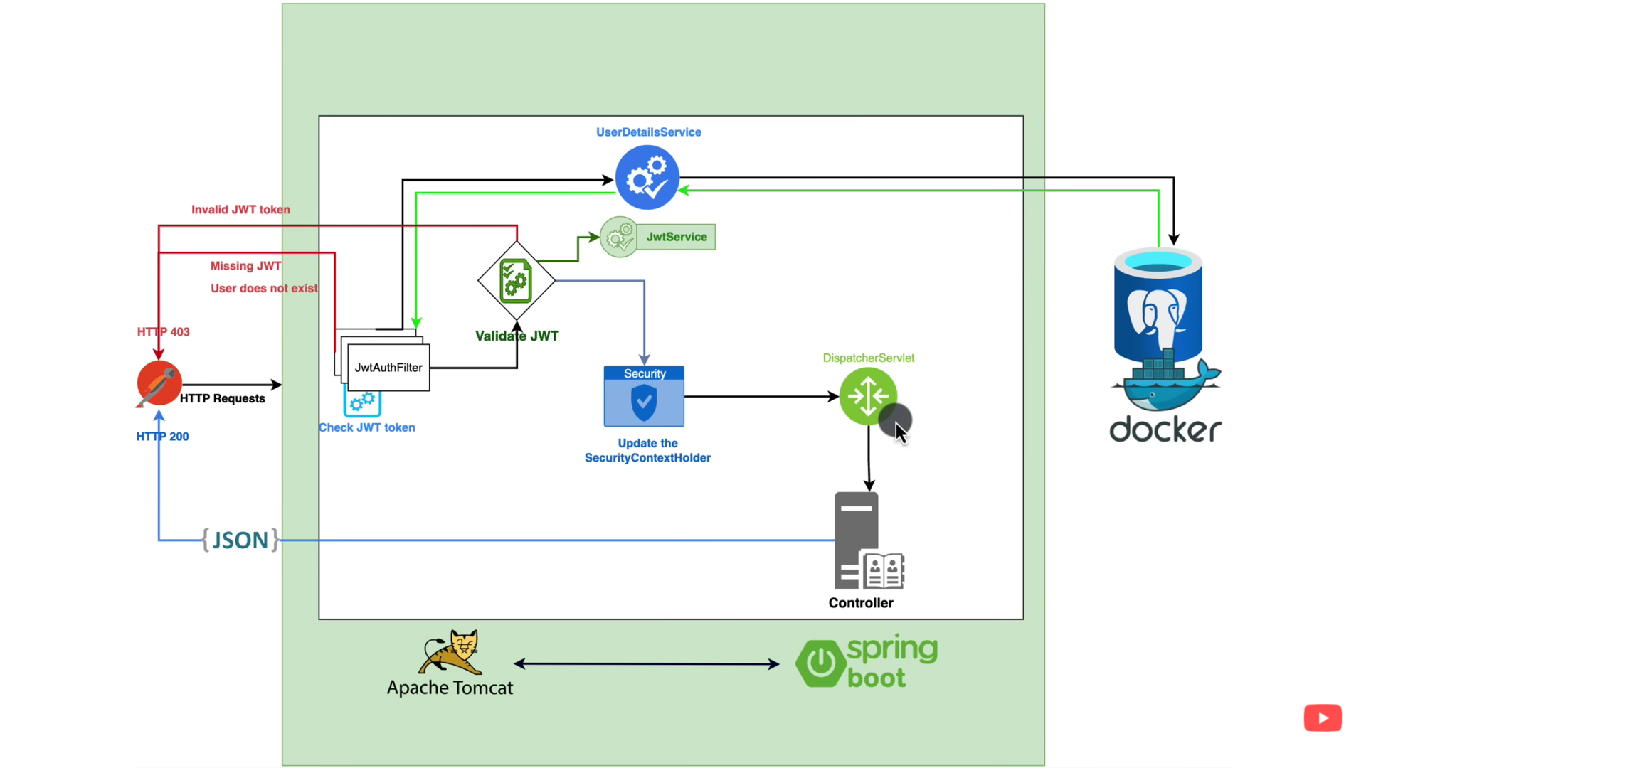 UserDetailsService
Invalid JWT token
JwtService
Missing JWT
User does not exist
HTTP 403
Validate JWT
JwtAuthFilter
DispatcherServlet
Security
HTTP Requests
Check JWT token
HTTP 200
Update the
SecurityContextHolder
docker
{JSON}
Controller
Apache Tomcat
spring
boot